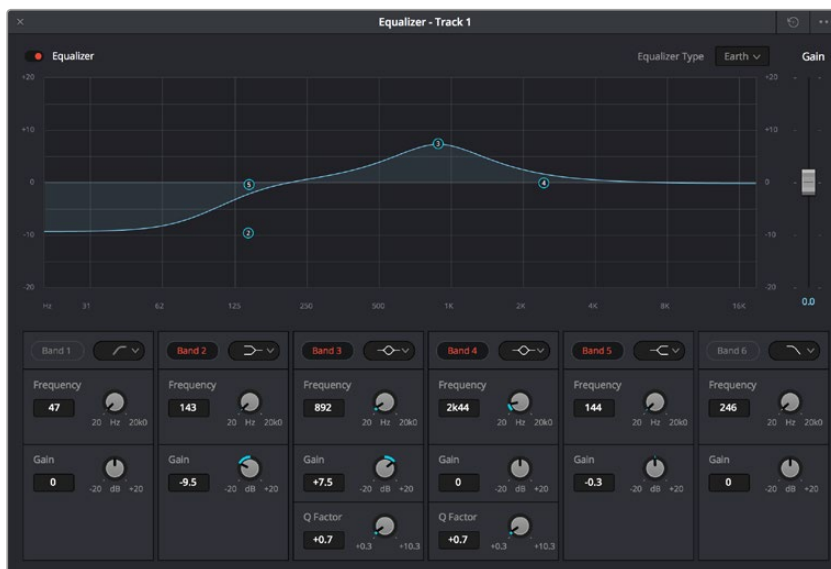 Equalizer - Track 1
Equalizer
Equalizer Type Earth Gain
+20 +20
+10 +10
0 0
-10 -10
-20 -20
5 3 4 2
Hz 31 62 125 250 500 1K 2K 4K 8K 16K
0.0
Band 1 Band 2 Band 3 Band 4 Band 5 Band 6
Frequency Frequency Frequency Frequency Frequency Frequency
47 143 892 2k44 144 246
20 Hz 20k0 20 Hz 20k0 20 Hz 20k0 20 Hz 20k0 20 Hz 20k0 20 Hz 20k0
Gain Gain Gain Gain Gain Gain
0 -9.5 +7.5 0 -0.3 0
-20 dB +20 -20 dB +20 -20 dB +20 -20 dB +20 -20 dB +20 -20 dB +20
Q Factor Q Factor
+0.7 +0.7
+0.3 +10.3 +0.3 +10.3